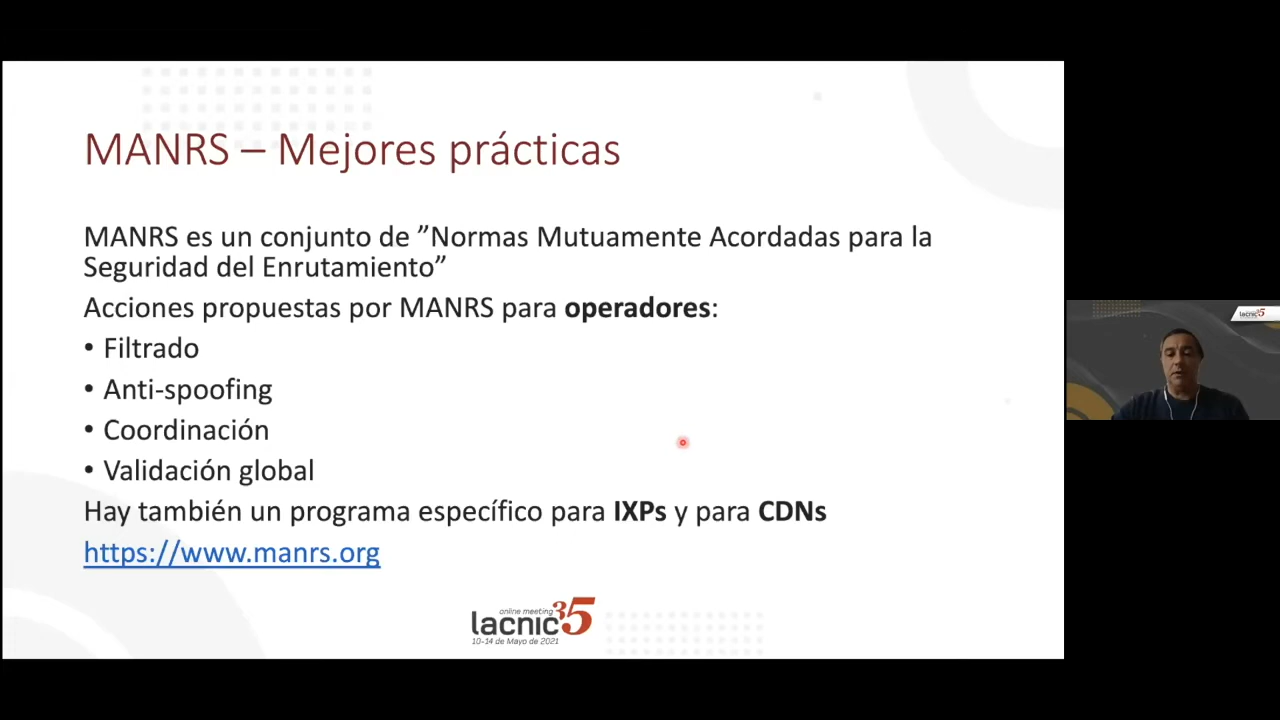 MANRS – Mejores prácticas
MANRS es un conjunto de ”Normas Mutuamente Acordadas para la
Seguridad del Enrutamiento”
Acciones propuestas por MANRS para operadores:
• Filtrado
• Anti-spoofing
• Coordinación
• Validación global
Hay también un programa específico para IXPs y para CDNs
https://www.manrs.org
online meeting
lacnic35
10-14 de Mayo de 2021
lacnic35